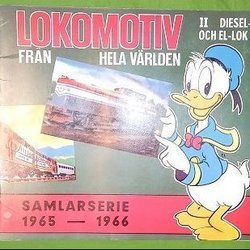 LOKOMOTIV
FRÅN HELA VÄRLDEN
II DIESEL-
OCH EL-LOK
SAMLARSERIE
1965 — 1966